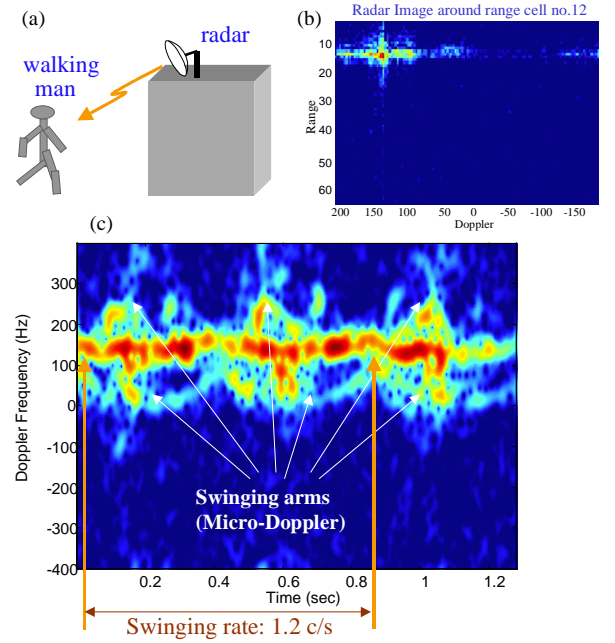 (a)
radar
walking
man
(b)
Radar Image around range cell no.12
10
20
30
40
50
60
Range
200 150 100 50 0 -50 -100 -150
Doppler
(c)
300
200
100
0
-100
-200
-300
-400
Doppler Frequency (Hz)
Swinging arms
(Micro-Doppler)
0.2 0.4 0.6 0.8 1 1.2
Time (sec)
Swinging rate: 1.2 c/s